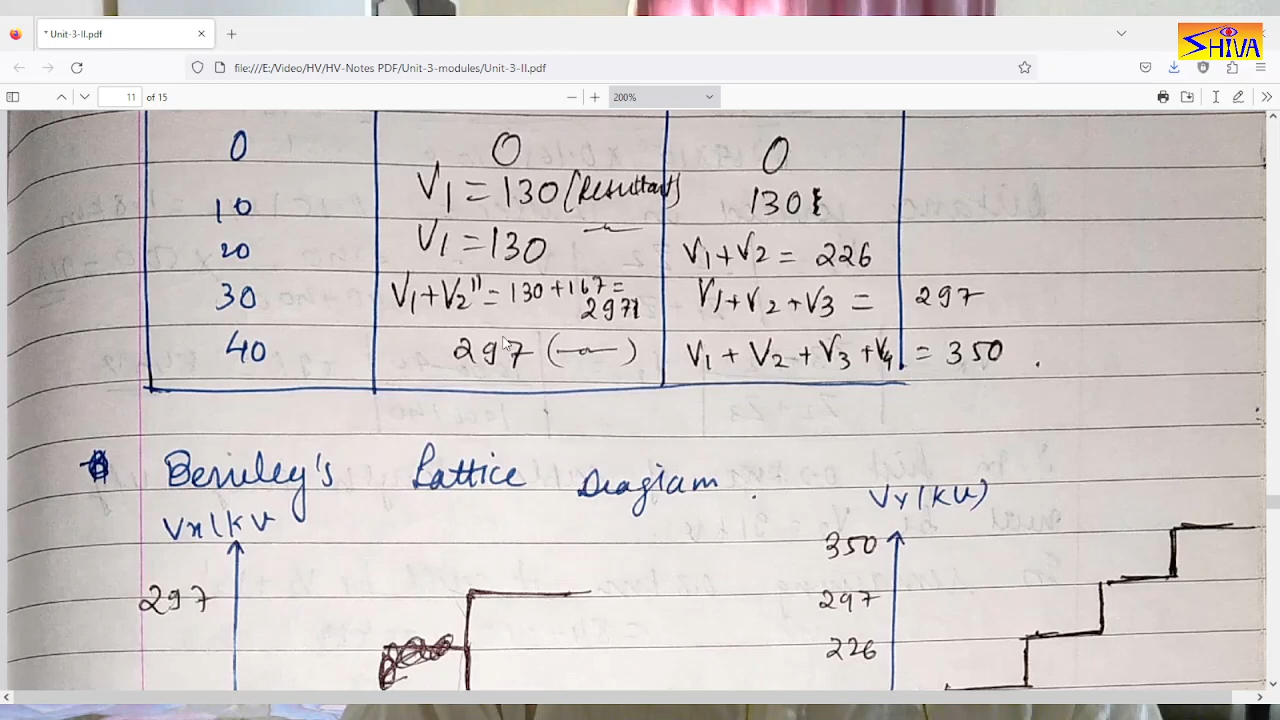 SHIVA
* Unit-3-II.pdf
file:///E:/Video/HV/HV-Notes PDF/Unit-3-modules/Unit-3-II.pdf
11 of 15
200%
0 0 0
10 V1 = 130 (Resultant) 130
20 V1 = 130 V1 + V2 = 226
30 V1 + V2" = 130 + 167 = 297 V1 + V2 + V3 = 297
40 297 V1 + V2 + V3 + V4 = 350 .
Bewley's Lattice Diagram .
Vx (KV Vy (KV)
350
297 297
226